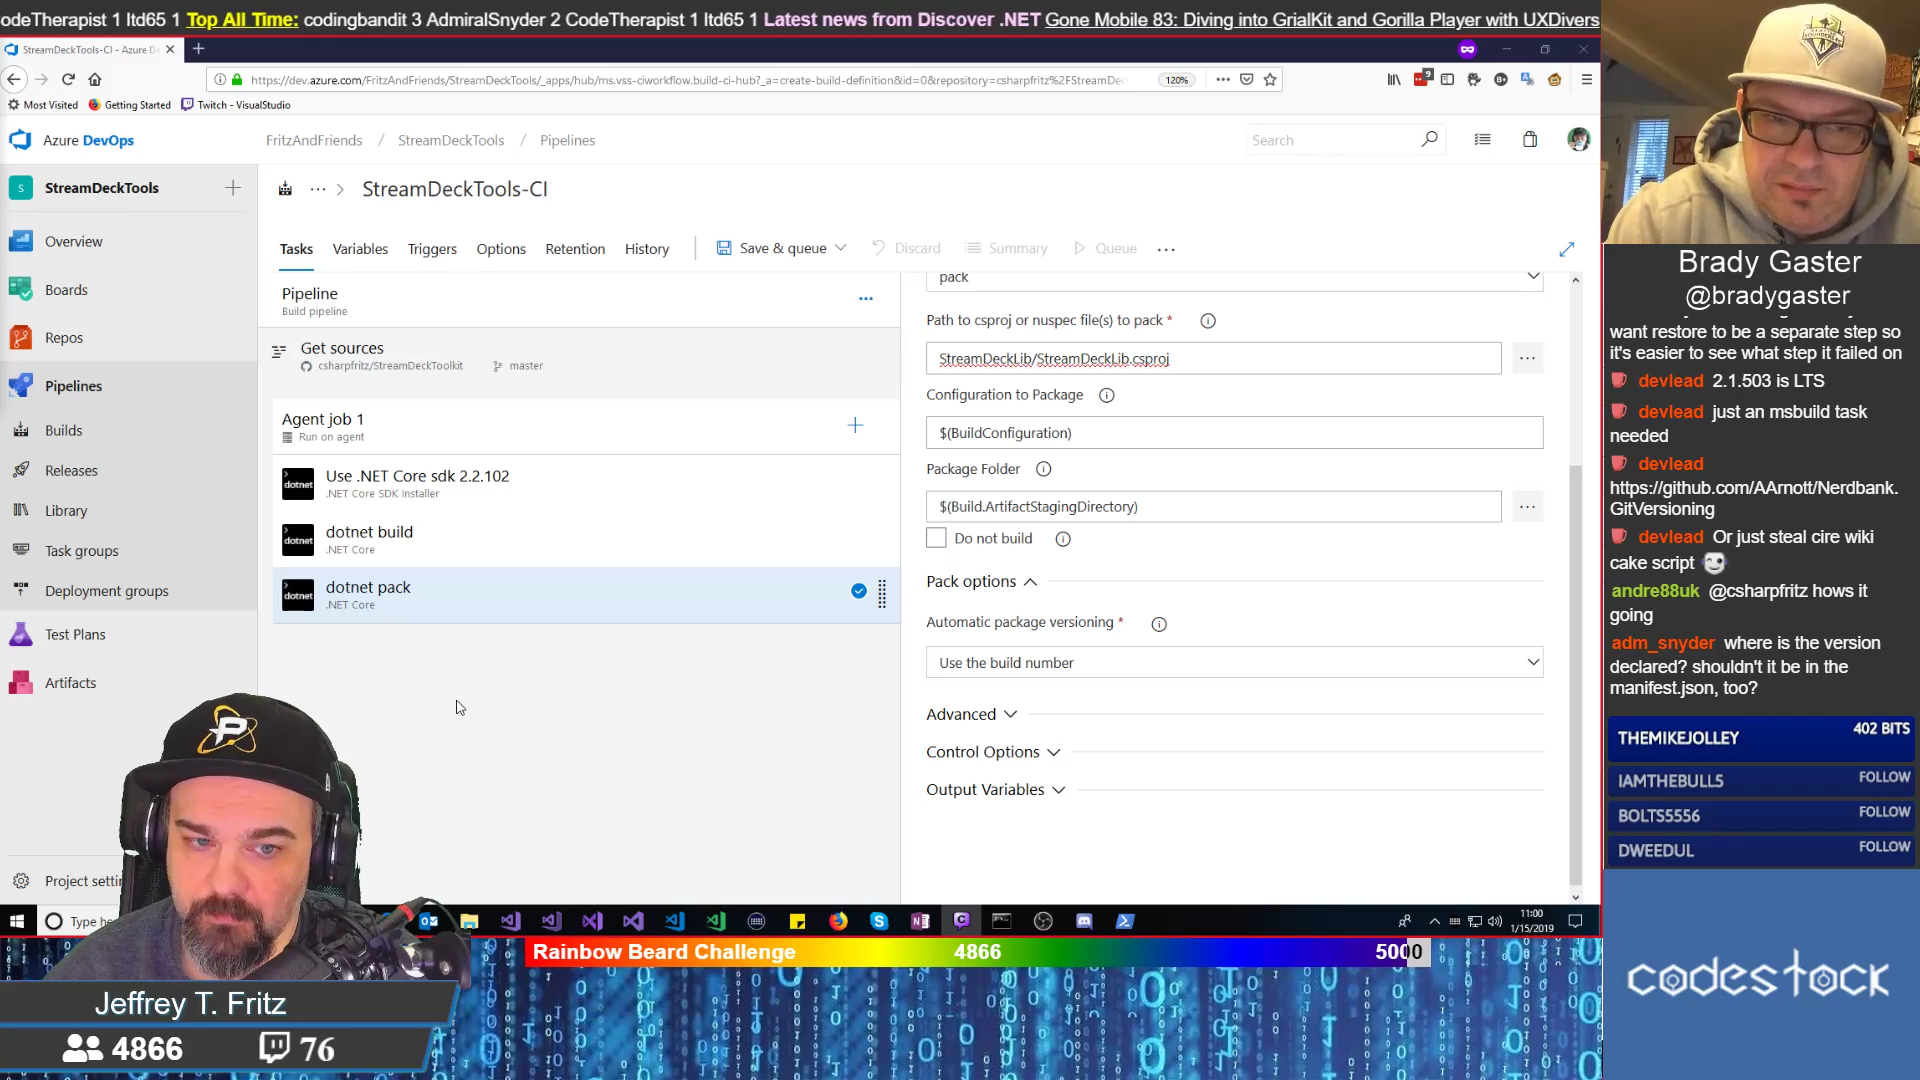 odeTherapist 1 ltd65 1 Top All Time: codingbandit 3 AdmiralSnyder 2 CodeTherapist 1 ltd65 1 Latest news from Discover .NET Gone Mobile 83: Diving into GrialKit and Gorilla Player with UXDivers
StreamDeckTools-CI - Azure De
https://dev.azure.com/FritzAndFriends/StreamDeckTools/_apps/hub/ms.vss-ciworkflow.build-ci-hub?_a=create-build-definition&id=0&repository=csharpfritz%2FStreamDec
120%
9
Most Visited
Getting Started
Twitch - VisualStudio
Azure DevOps
FritzAndFriends / StreamDeckTools / Pipelines
Search
S
StreamDeckTools
Overview
Boards
Repos
Pipelines
Builds
Releases
Library
Task groups
Deployment groups
Test Plans
Artifacts
Project setti
StreamDeckTools-CI
Tasks
Variables
Triggers
Options
Retention
History
Save & queue
Discard
Summary
Queue
Pipeline
Build pipeline
Get sources
csharpfritz/StreamDeckToolkit
master
Agent job 1
Run on agent
dotnet
Use .NET Core sdk 2.2.102
.NET Core SDK Installer
dotnet
dotnet build
.NET Core
dotnet
dotnet pack
.NET Core
pack
Path to csproj or nuspec file(s) to pack *
StreamDeckLib/StreamDeckLib.csproj
Configuration to Package
$(BuildConfiguration)
Package Folder
$(Build.ArtifactStagingDirectory)
Do not build
Pack options
Automatic package versioning *
Use the build number
Advanced
Control Options
Output Variables
Type he
11:00
1/15/2019
Brady Gaster
@bradygaster
want restore to be a separate step so
it's easier to see what step it failed on
devlead 2.1.503 is LTS
devlead just an msbuild task
needed
devlead
https://github.com/AArnott/Nerdbank.
GitVersioning
devlead Or just steal cire wiki
cake script
andre88uk @csharpfritz hows it
going
adm_snyder where is the version
declared? shouldn't it be in the
manifest.json, too?
THEMIKEJOLLEY 402 BITS
IAMTHEBULL5 FOLLOW
BOLTS5556 FOLLOW
DWEEDUL FOLLOW
codestock
Rainbow Beard Challenge 4866 5000
Jeffrey T. Fritz
4866 76